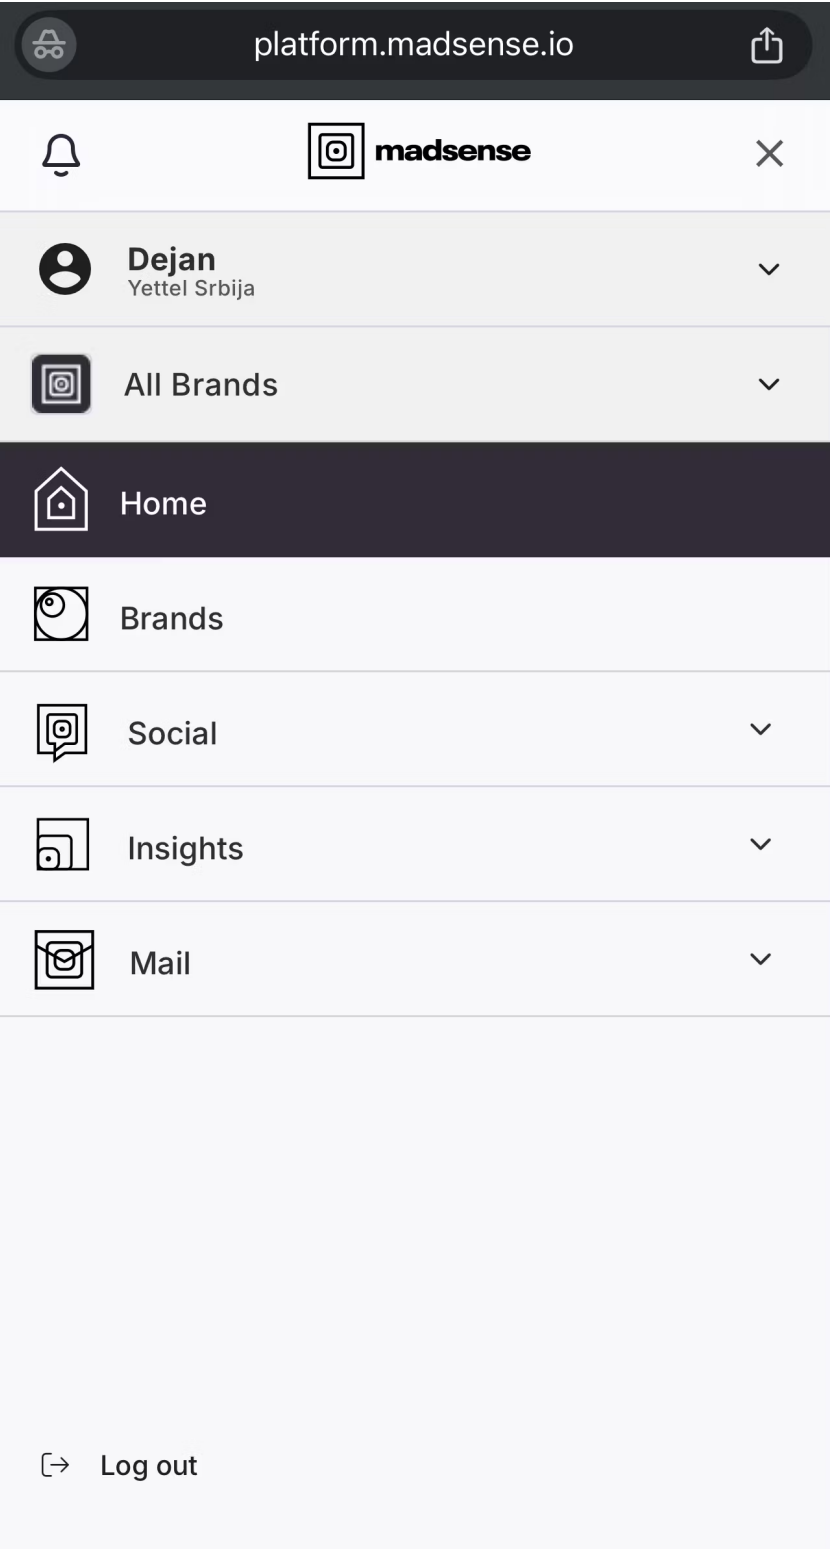 platform.madsense.io
madsense
Dejan
Yettel Srbija
All Brands
Home
Brands
Social
Insights
Mail
Log out